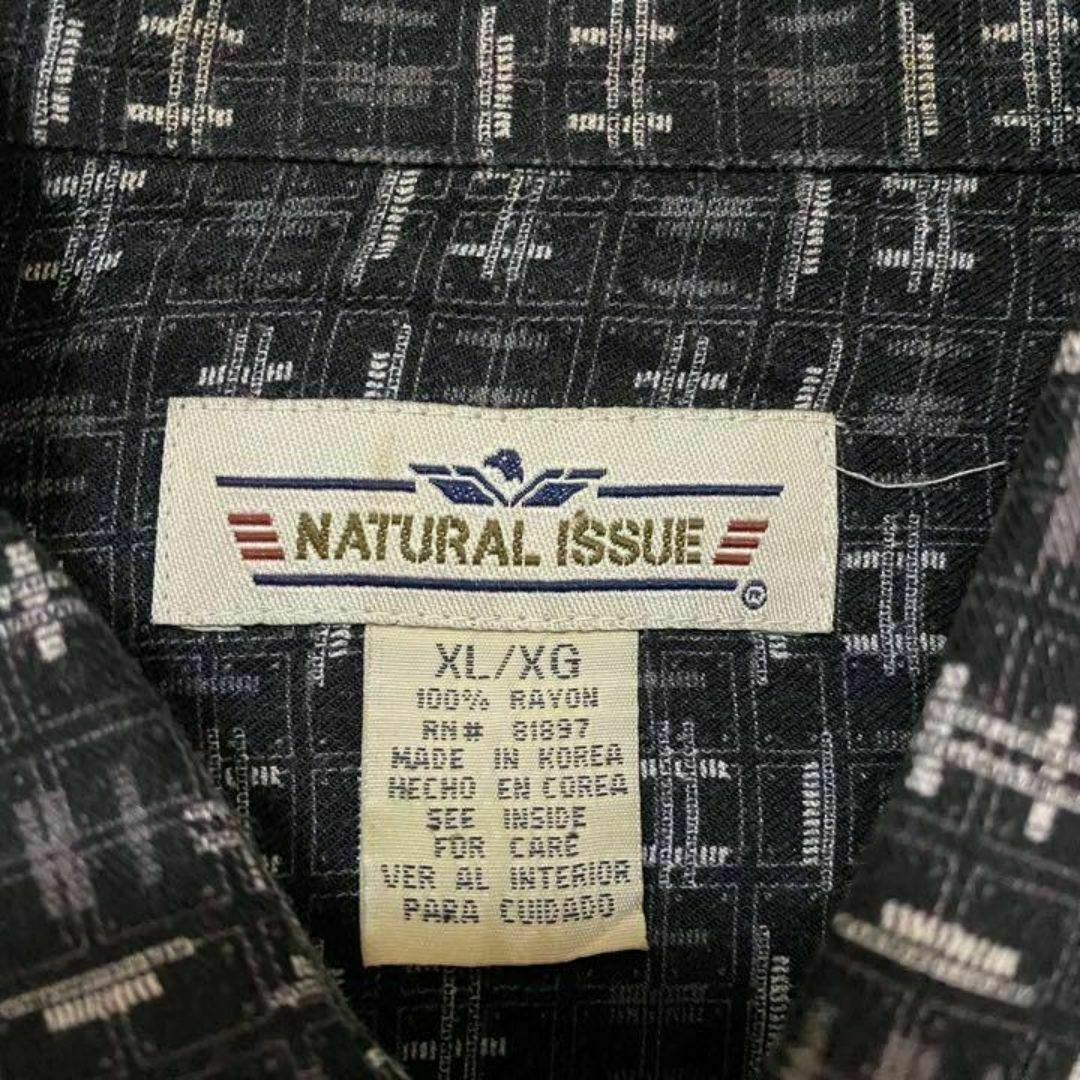 NATURAL ISSUE
®
XL/XG
100% RAYON
RN# 81897
MADE IN KOREA
HECHO EN COREA
SEE INSIDE
FOR CARE
VER AL INTERIOR
PARA CUIDADO